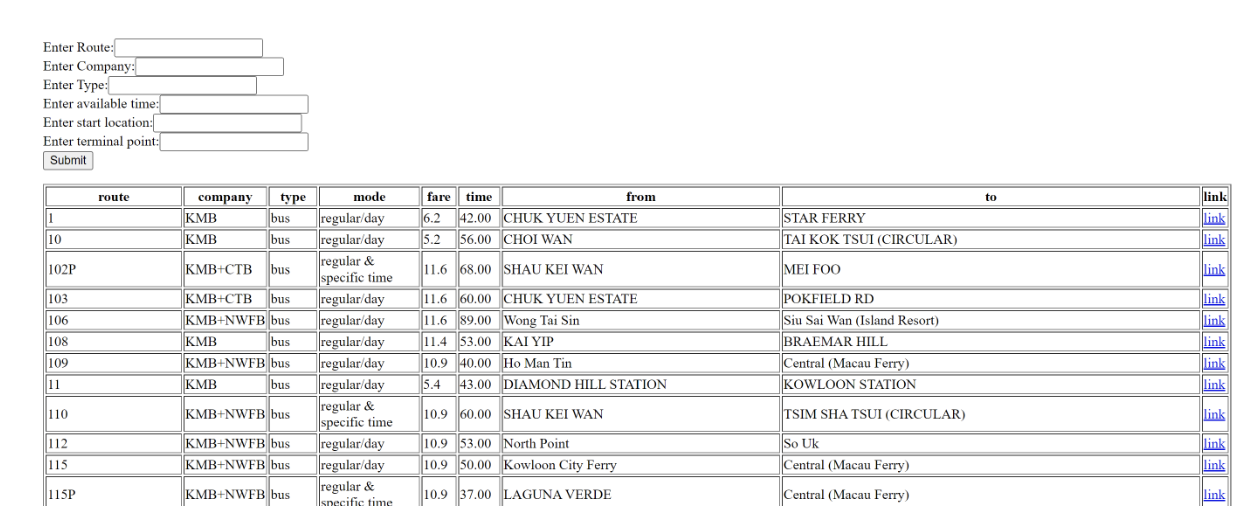 Enter Route:
Enter Company:
Enter Type:
Enter available time:
Enter start location:
Enter terminal point:
Submit
route company type mode fare time from to link
1 KMB bus regular/day 6.2 42.00 CHUK YUEN ESTATE STAR FERRY link
10 KMB bus regular/day 5.2 56.00 CHOI WAN TAI KOK TSUI (CIRCULAR) link
102P KMB+CTB bus regular & specific time 11.6 68.00 SHAU KEI WAN MEI FOO link
103 KMB+CTB bus regular/day 11.6 60.00 CHUK YUEN ESTATE POKFIELD RD link
106 KMB+NWFB bus regular/day 11.6 89.00 Wong Tai Sin Siu Sai Wan (Island Resort) link
108 KMB bus regular/day 11.4 53.00 KAI YIP BRAEMAR HILL link
109 KMB+NWFB bus regular/day 10.9 40.00 Ho Man Tin Central (Macau Ferry) link
11 KMB bus regular/day 5.4 43.00 DIAMOND HILL STATION KOWLOON STATION link
110 KMB+NWFB bus regular & specific time 10.9 60.00 SHAU KEI WAN TSIM SHA TSUI (CIRCULAR) link
112 KMB+NWFB bus regular/day 10.9 53.00 North Point So Uk link
115 KMB+NWFB bus regular/day 10.9 50.00 Kowloon City Ferry Central (Macau Ferry) link
115P KMB+NWFB bus regular & specific time 10.9 37.00 LAGUNA VERDE Central (Macau Ferry) link